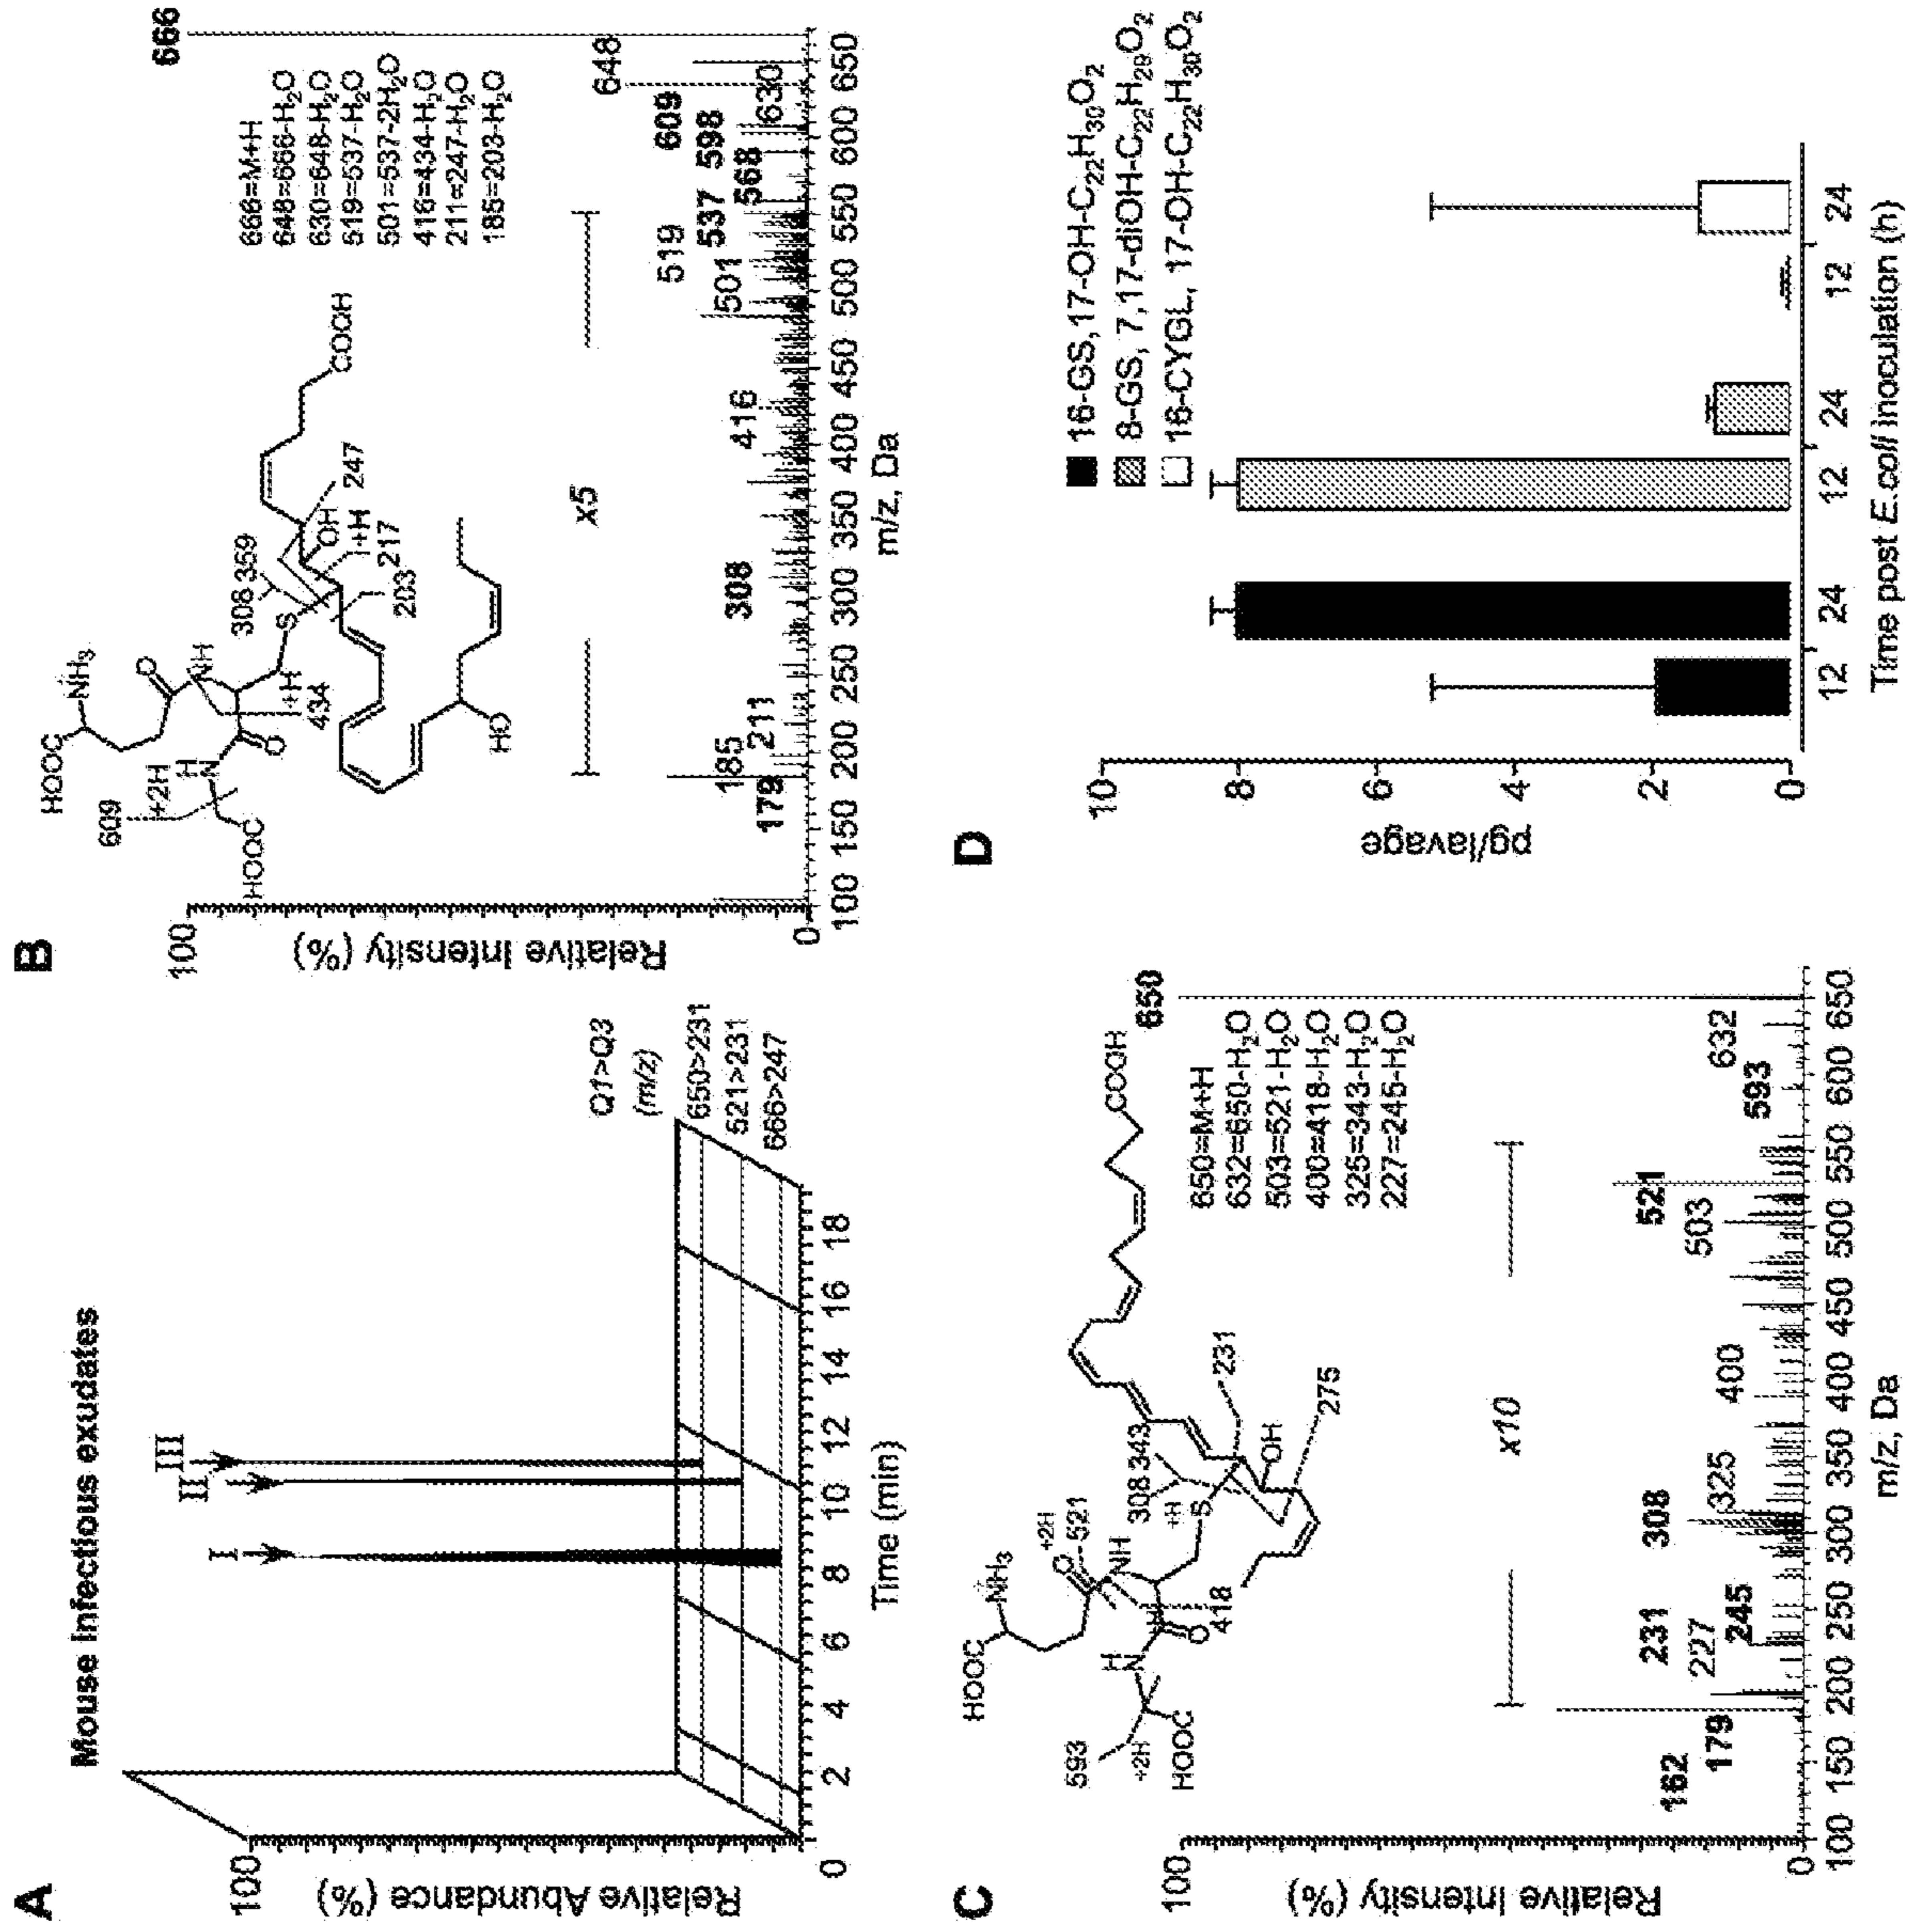 A
Mouse Infectious exudates
Relative Abundance (%)
100
I
II
III
Q1>Q3
(m/z)
650>231
521>231
666>247
0
2
4
6
8
10
12
14
16
18
Time (min)
B
Relative Intensity (%)
100
0
HOOC
NH3
O
NH
609
+2H
H
N
O
HOOC
+H
434
S
308
359
OH
+H
217
203
247
COOH
HO
666
666=M+H
648=666-H2O
630=648-H2O
519=537-H2O
501=537-2H2O
416=434-H2O
211=247-H2O
185=203-H2O
x5
179
185
211
308
416
501
519
537
568
598
609
630
648
100 150 200 250 300 350 400 450 500 550 600 650
m/z, Da
C
Relative Intensity (%)
100
0
HOOC
NH3
O
+2H
521
NH
593
+2H
H
N
H
O
HOOC
418
308
343
+H
S
231
OH
275
COOH
650
650=M+H
632=650-H2O
503=521-H2O
400=418-H2O
325=343-H2O
227=245-H2O
x10
162
179
231
227
245
308
325
400
503
521
593
632
100 150 200 250 300 350 400 450 500 550 600 650
m/z, Da
D
16-GS,17-OH-C22H30O2
8-GS, 7,17-diOH-C22H29O2
16-CYGL, 17-OH-C22H30O2
pg/lavage
10
8
6
4
2
0
12 24 12 24 12 24
Time post E.coli inoculation (h)